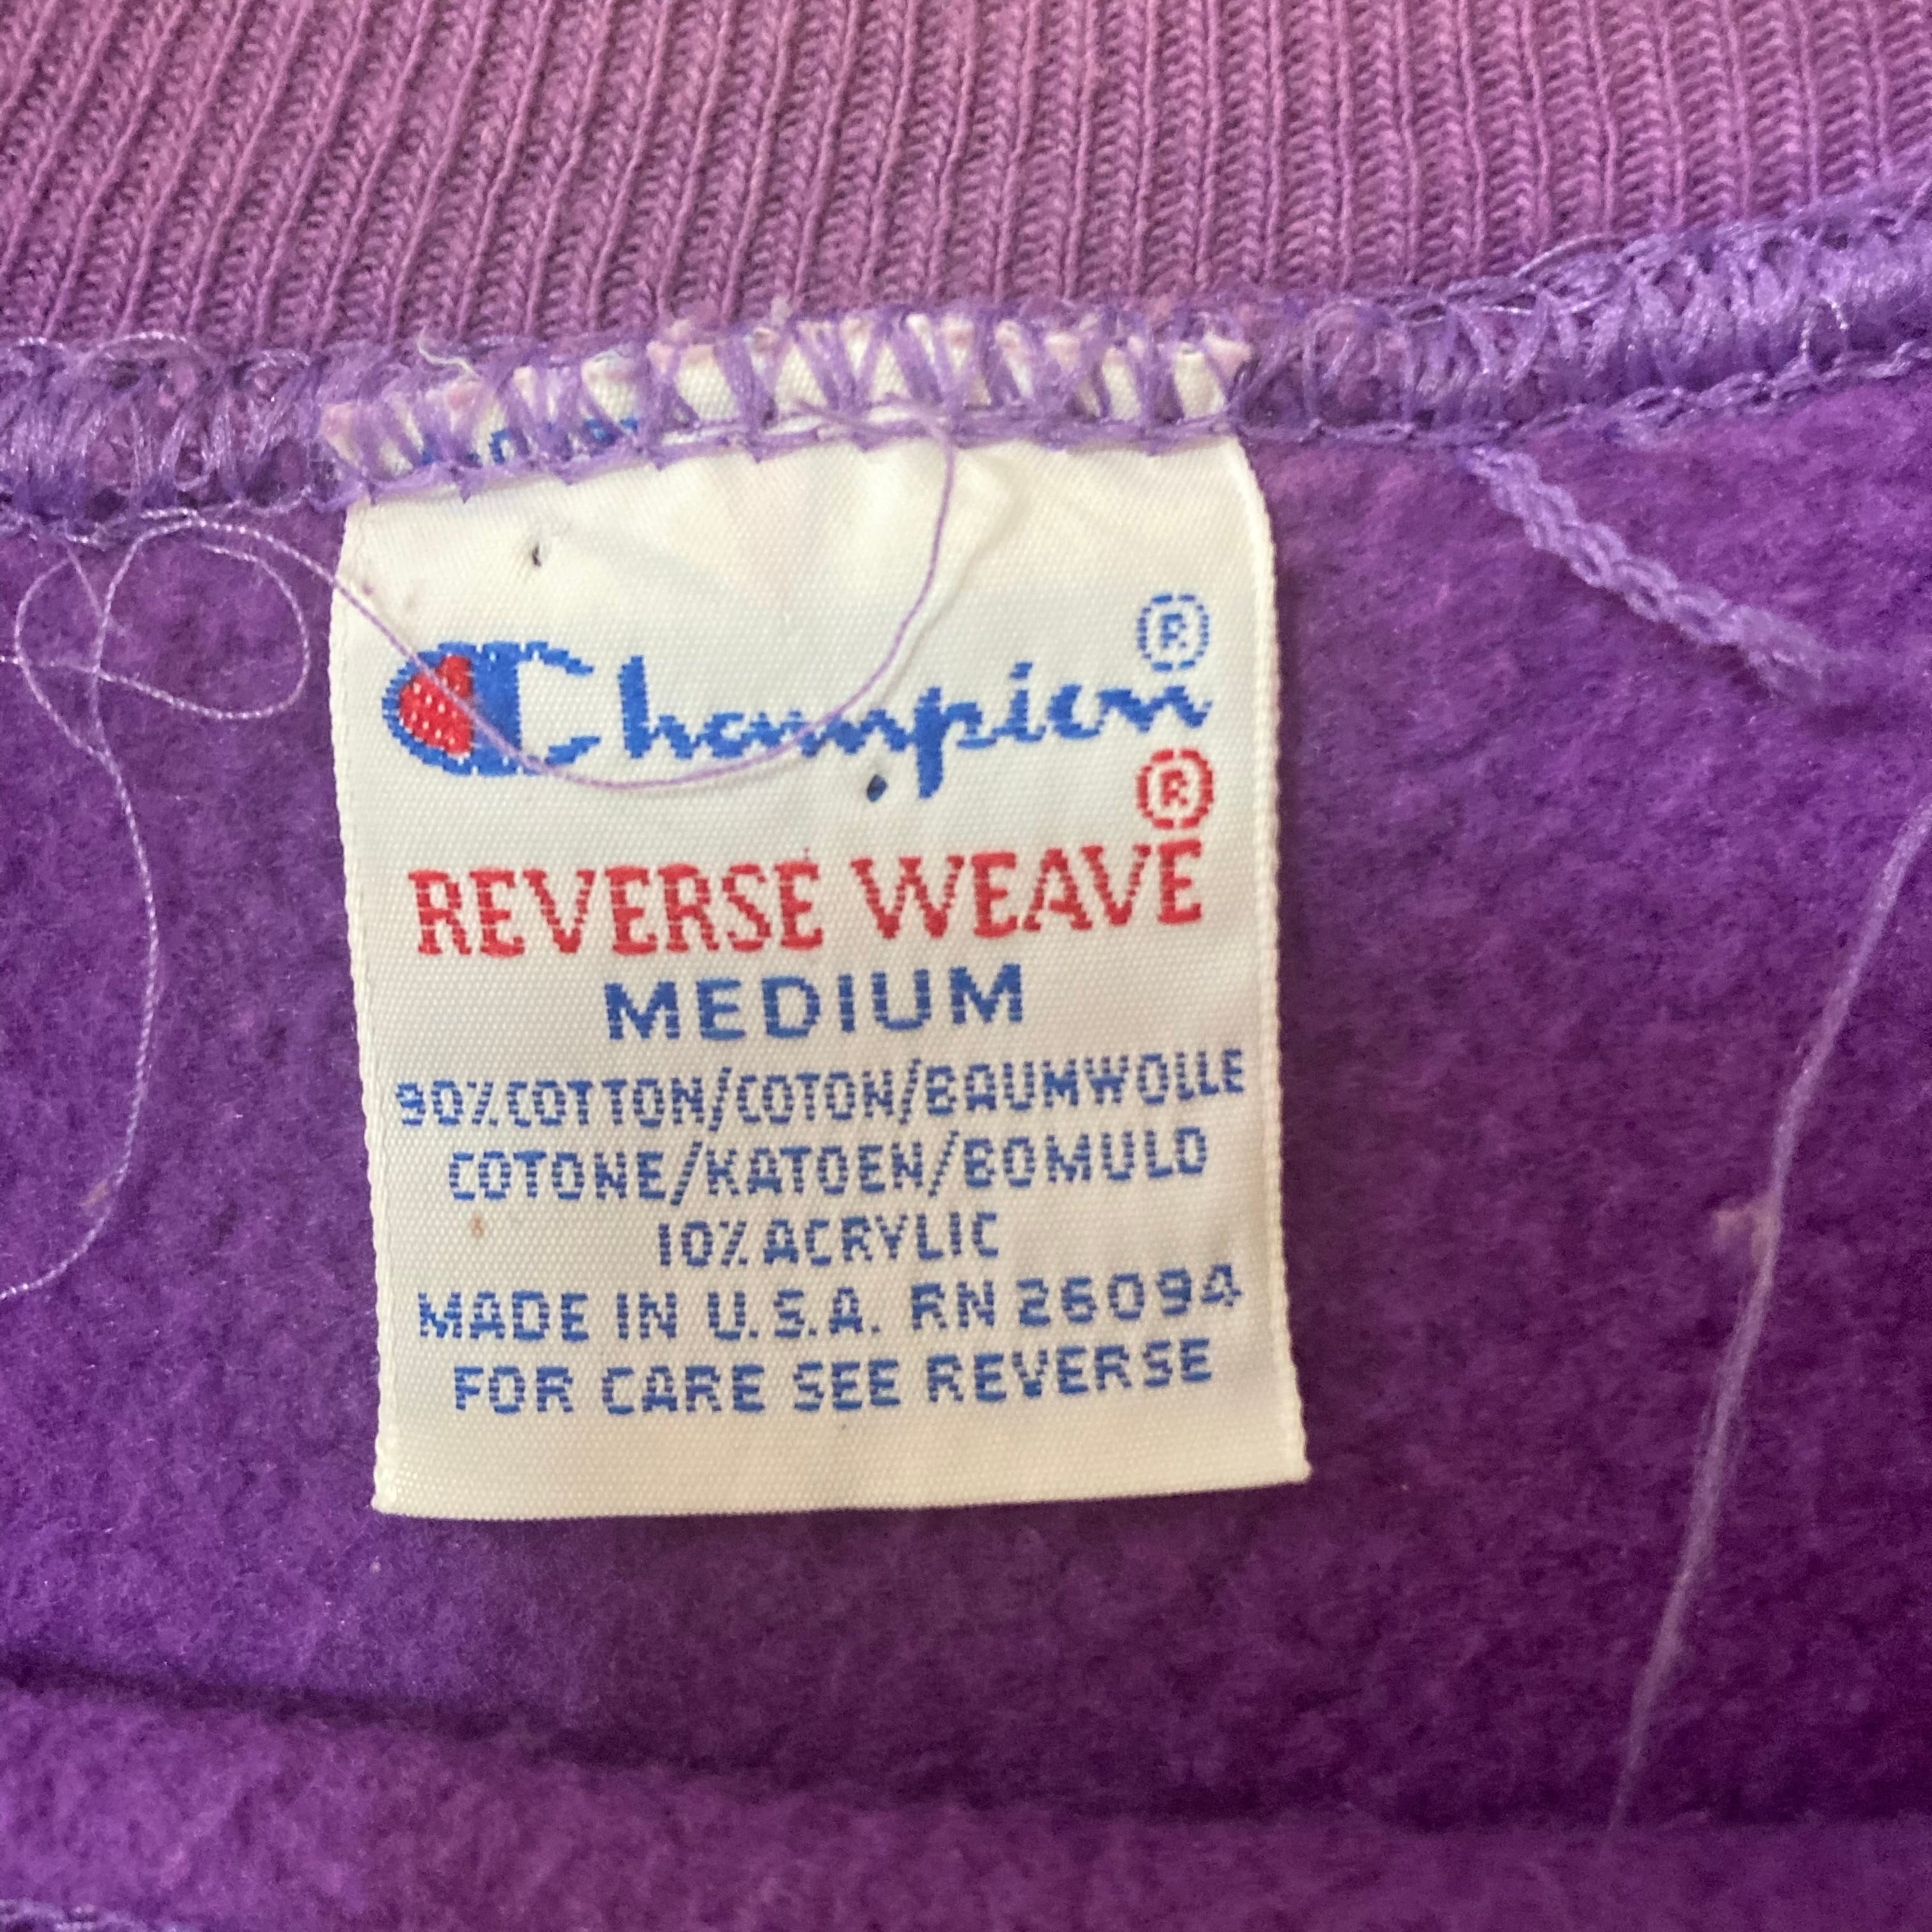 Champion®
®
REVERSE WEAVE
MEDIUM
90%COTTON/COTON/BAUMWOLLE
COTONE/KATOEN/BOMULD
10%ACRYLIC
MADE IN U.S.A. RN 26094
FOR CARE SEE REVERSE